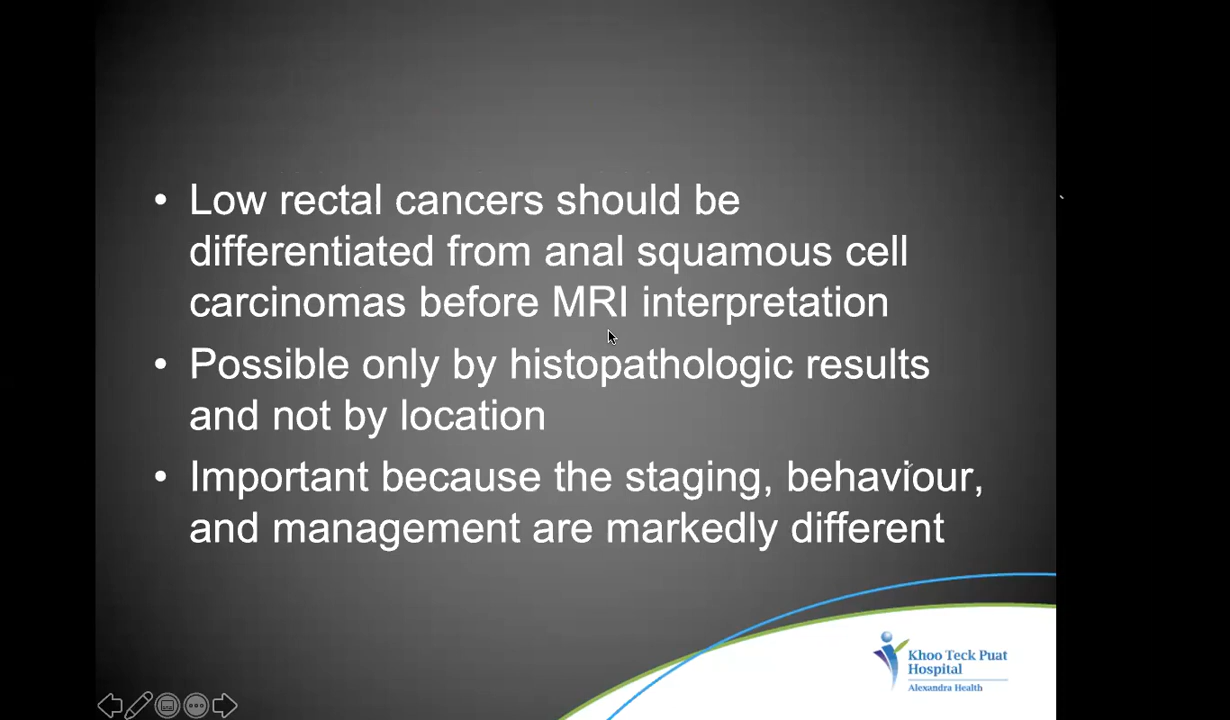 • Low rectal cancers should be
differentiated from anal squamous cell
carcinomas before MRI interpretation
• Possible only by histopathologic results
and not by location
• Important because the staging, behaviour,
and management are markedly different
Khoo Teck Puat
Hospital
Alexandra Health